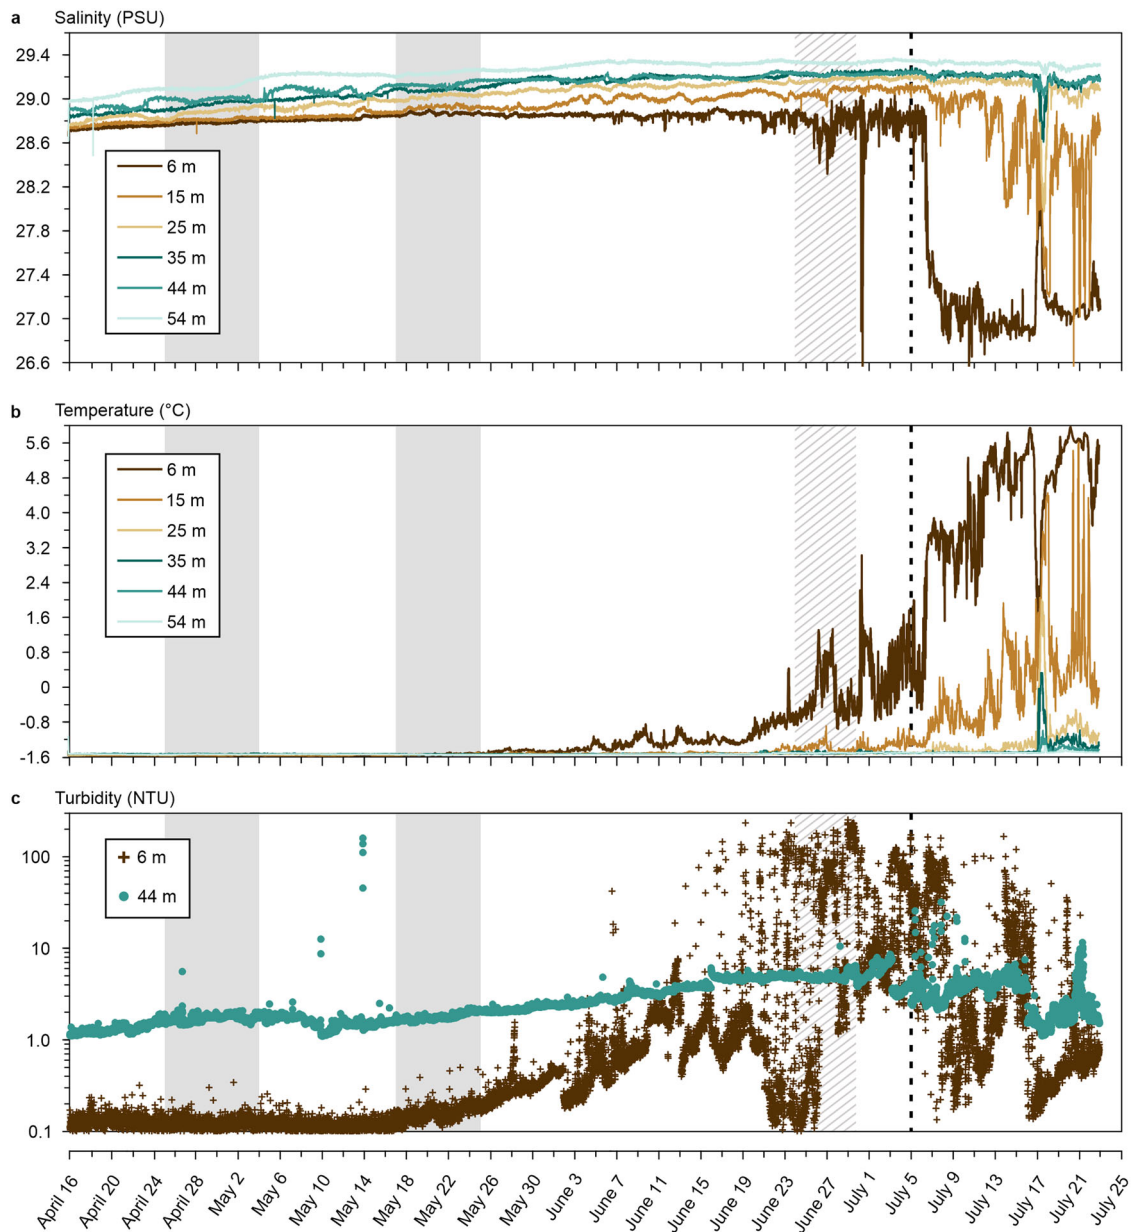 a Salinity (PSU)
29.4
29.0
28.6
28.2
27.8
27.4
27.0
26.6
6 m
15 m
25 m
35 m
44 m
54 m
b Temperature (°C)
5.6
4.8
4.0
3.2
2.4
1.6
0.8
0
-0.8
-1.6
6 m
15 m
25 m
35 m
44 m
54 m
c Turbidity (NTU)
100
10
1.0
0.1
6 m
44 m
April 16
April 20
April 24
April 28
May 2
May 6
May 10
May 14
May 18
May 22
May 26
May 30
June 3
June 7
June 11
June 15
June 19
June 23
June 27
July 1
July 5
July 9
July 13
July 17
July 21
July 25